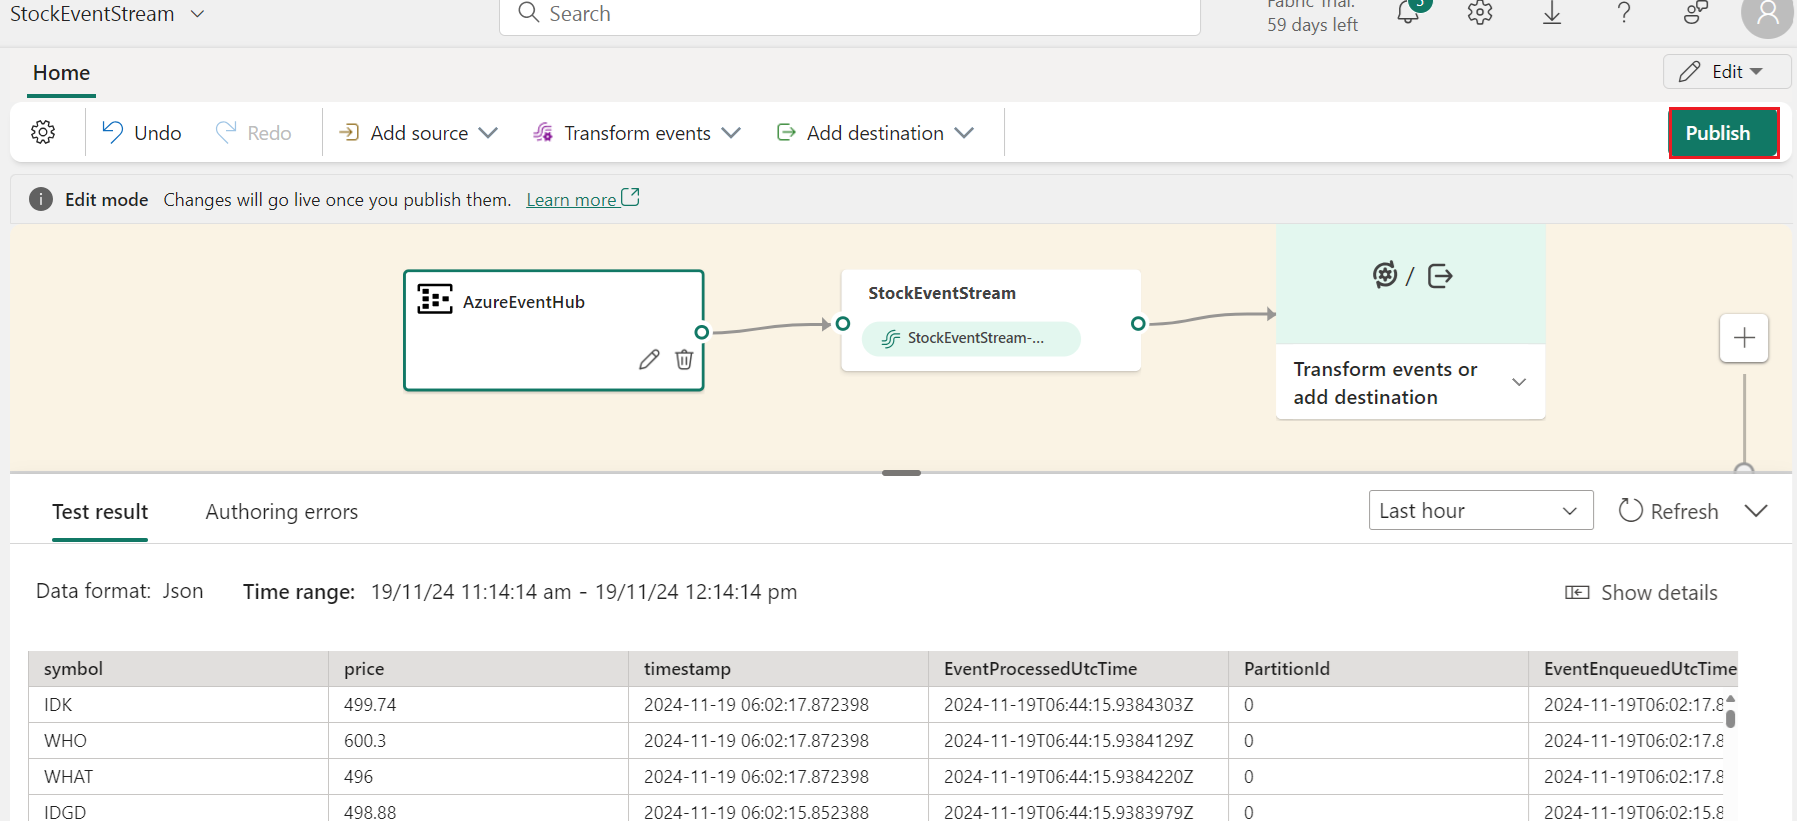 StockEventStream
Search
Fabric Trial:
59 days left
5
Home
Edit
Undo
Redo
Add source
Transform events
Add destination
Publish
Edit mode Changes will go live once you publish them. Learn more
AzureEventHub
StockEventStream
StockEventStream-...
/
Transform events or
add destination
Test result
Authoring errors
Last hour
Refresh
Data format: Json
Time range: 19/11/24 11:14:14 am - 19/11/24 12:14:14 pm
Show details
symbol price timestamp EventProcessedUtcTime PartitionId EventEnqueuedUtcTime
IDK 499.74 2024-11-19 06:02:17.872398 2024-11-19T06:44:15.9384303Z 0 2024-11-19T06:02:17.8
WHO 600.3 2024-11-19 06:02:17.872398 2024-11-19T06:44:15.9384129Z 0 2024-11-19T06:02:17.8
WHAT 496 2024-11-19 06:02:17.872398 2024-11-19T06:44:15.9384220Z 0 2024-11-19T06:02:17.8
IDGD 498.88 2024-11-19 06:02:15.852388 2024-11-19T06:44:15.9383979Z 0 2024-11-19T06:02:15.8